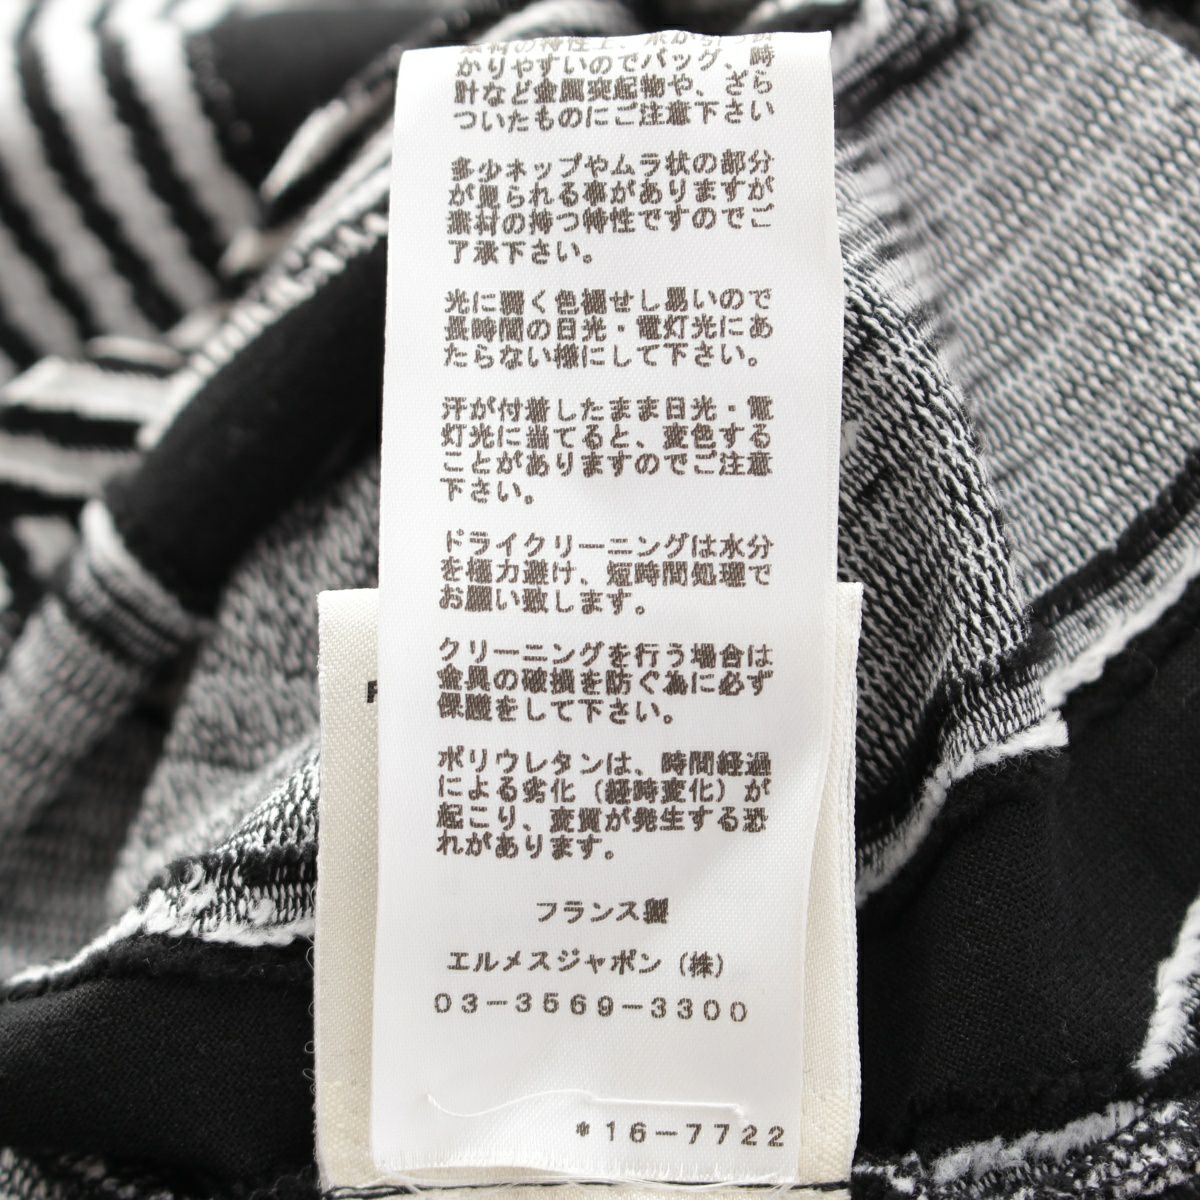 素材の特性上、糸が引っ掛
かりやすいのでバッグ、時
計など金属突起物や、ざら
ついたものにご注意下さい
多少ネップやムラ状の部分
が見られる事がありますが
素材の持つ特性ですのでご
了承下さい。
光に弱く色褪せし易いので
長時間の日光・電灯光にあ
たらない様にして下さい。
汗が付着したまま日光・電
灯光に当てると、変色する
ことがありますのでご注意
下さい。
ドライクリーニングは水分
を極力避け、短時間処理で
お願い致します。
クリーニングを行う場合は
金具の破損を防ぐ為に必ず
保護をして下さい。
ポリウレタンは、時間経過
による劣化（経時変化）が
起こり、変質が発生する恐
れがあります。
フランス製
エルメスジャポン（株）
03-3569-3300
*16-7722